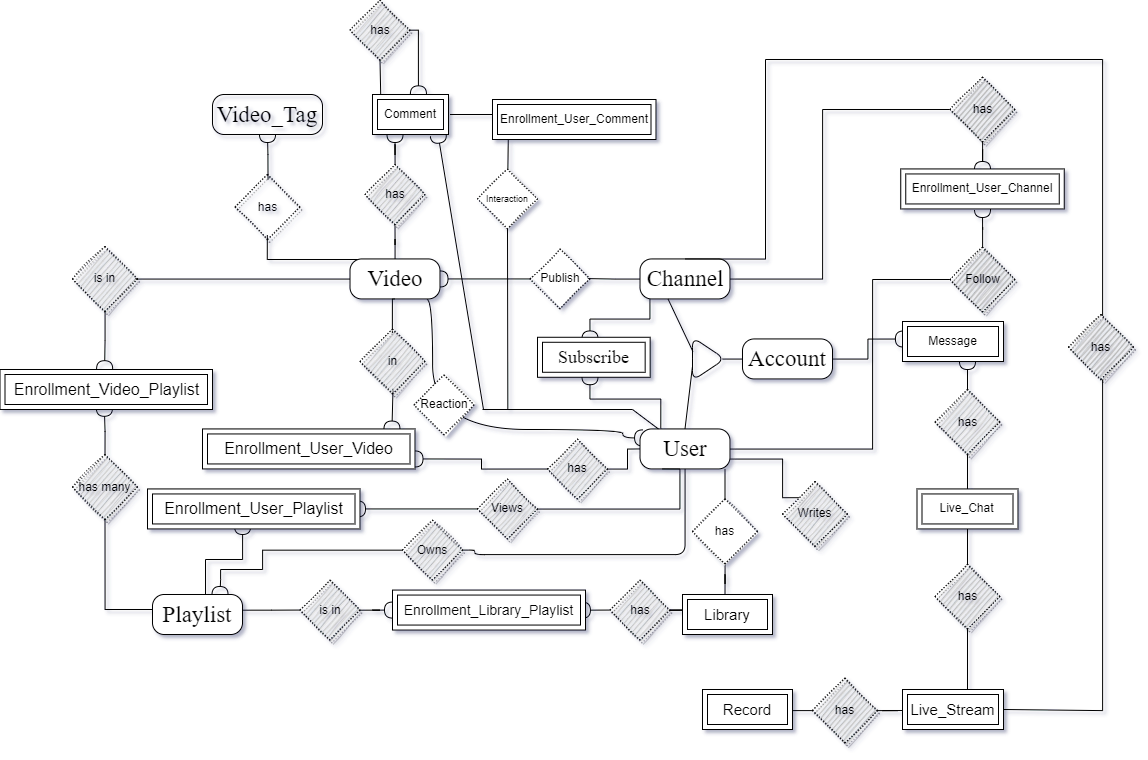 has
Video_Tag
Comment
Enrollment_User_Comment
has
Enrollment_User_Channel
has
has
Interaction
is in
Video
Publish
Channel
Follow
Message
has
in
Subscribe
Account
Enrollment_Video_Playlist
Reaction
has
Enrollment_User_Video
User
has
has many
Enrollment_User_Playlist
Views
Live_Chat
Writes
has
Owns
has
Playlist
is in
Enrollment_Library_Playlist
has
Library
Record
has
Live_Stream